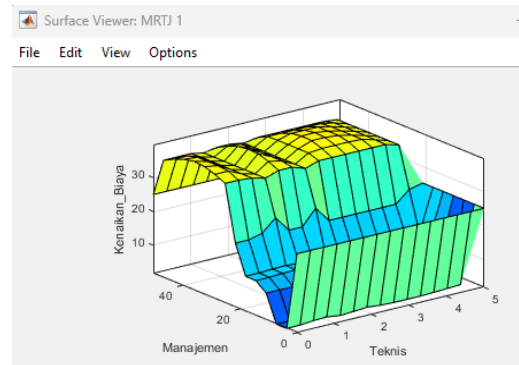 Surface Viewer: MRTJ 1
File Edit View Options
Kenaikan_Biaya
30
20
10
40
20
0
Manajemen
0
1
2
3
4
5
Teknis